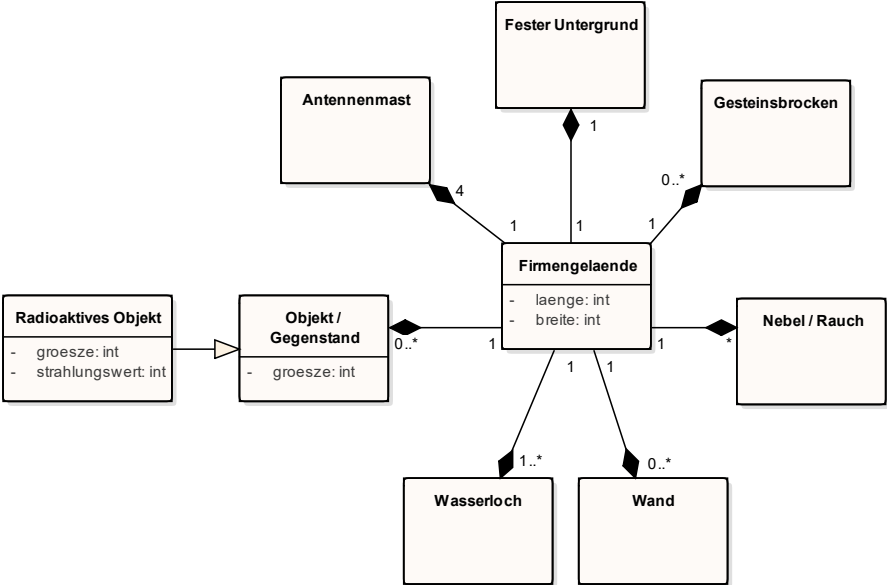 Fester Untergrund
1
1
Antennenmast
4
1
Gesteinsbrocken
0..*
1
Firmengelaende
- laenge: int
- breite: int
Radioaktives Objekt
- groesze: int
- strahlungswert: int
Objekt /
Gegenstand
- groesze: int
0..*
1
Nebel / Rauch
1
*
1
1
1..*
0..*
Wasserloch
Wand